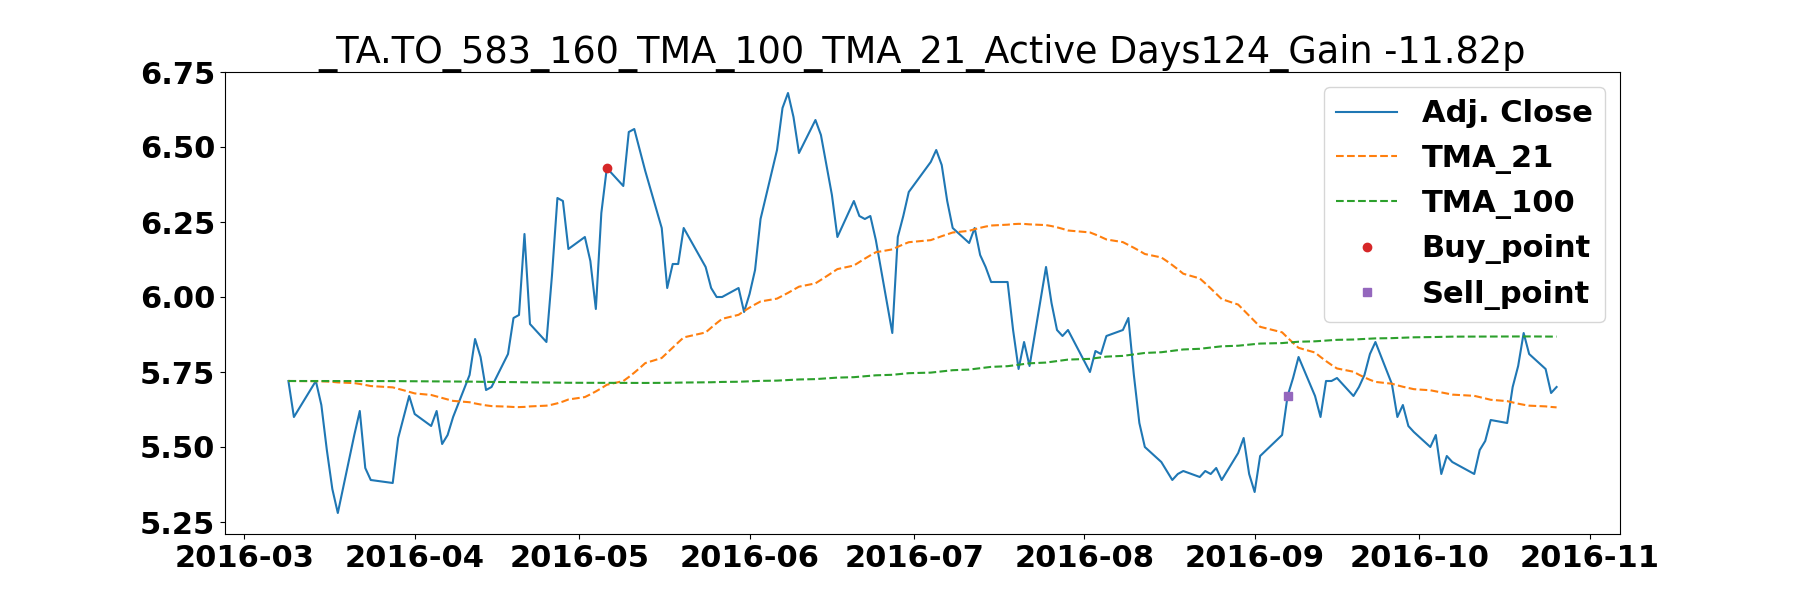 _TA.TO_583_160_TMA_100_TMA_21_Active Days124_Gain -11.82p
6.75
6.50
6.25
6.00
5.75
5.50
5.25
2016-03 2016-04 2016-05 2016-06 2016-07 2016-08 2016-09 2016-10 2016-11
Adj. Close
TMA_21
TMA_100
Buy_point
Sell_point